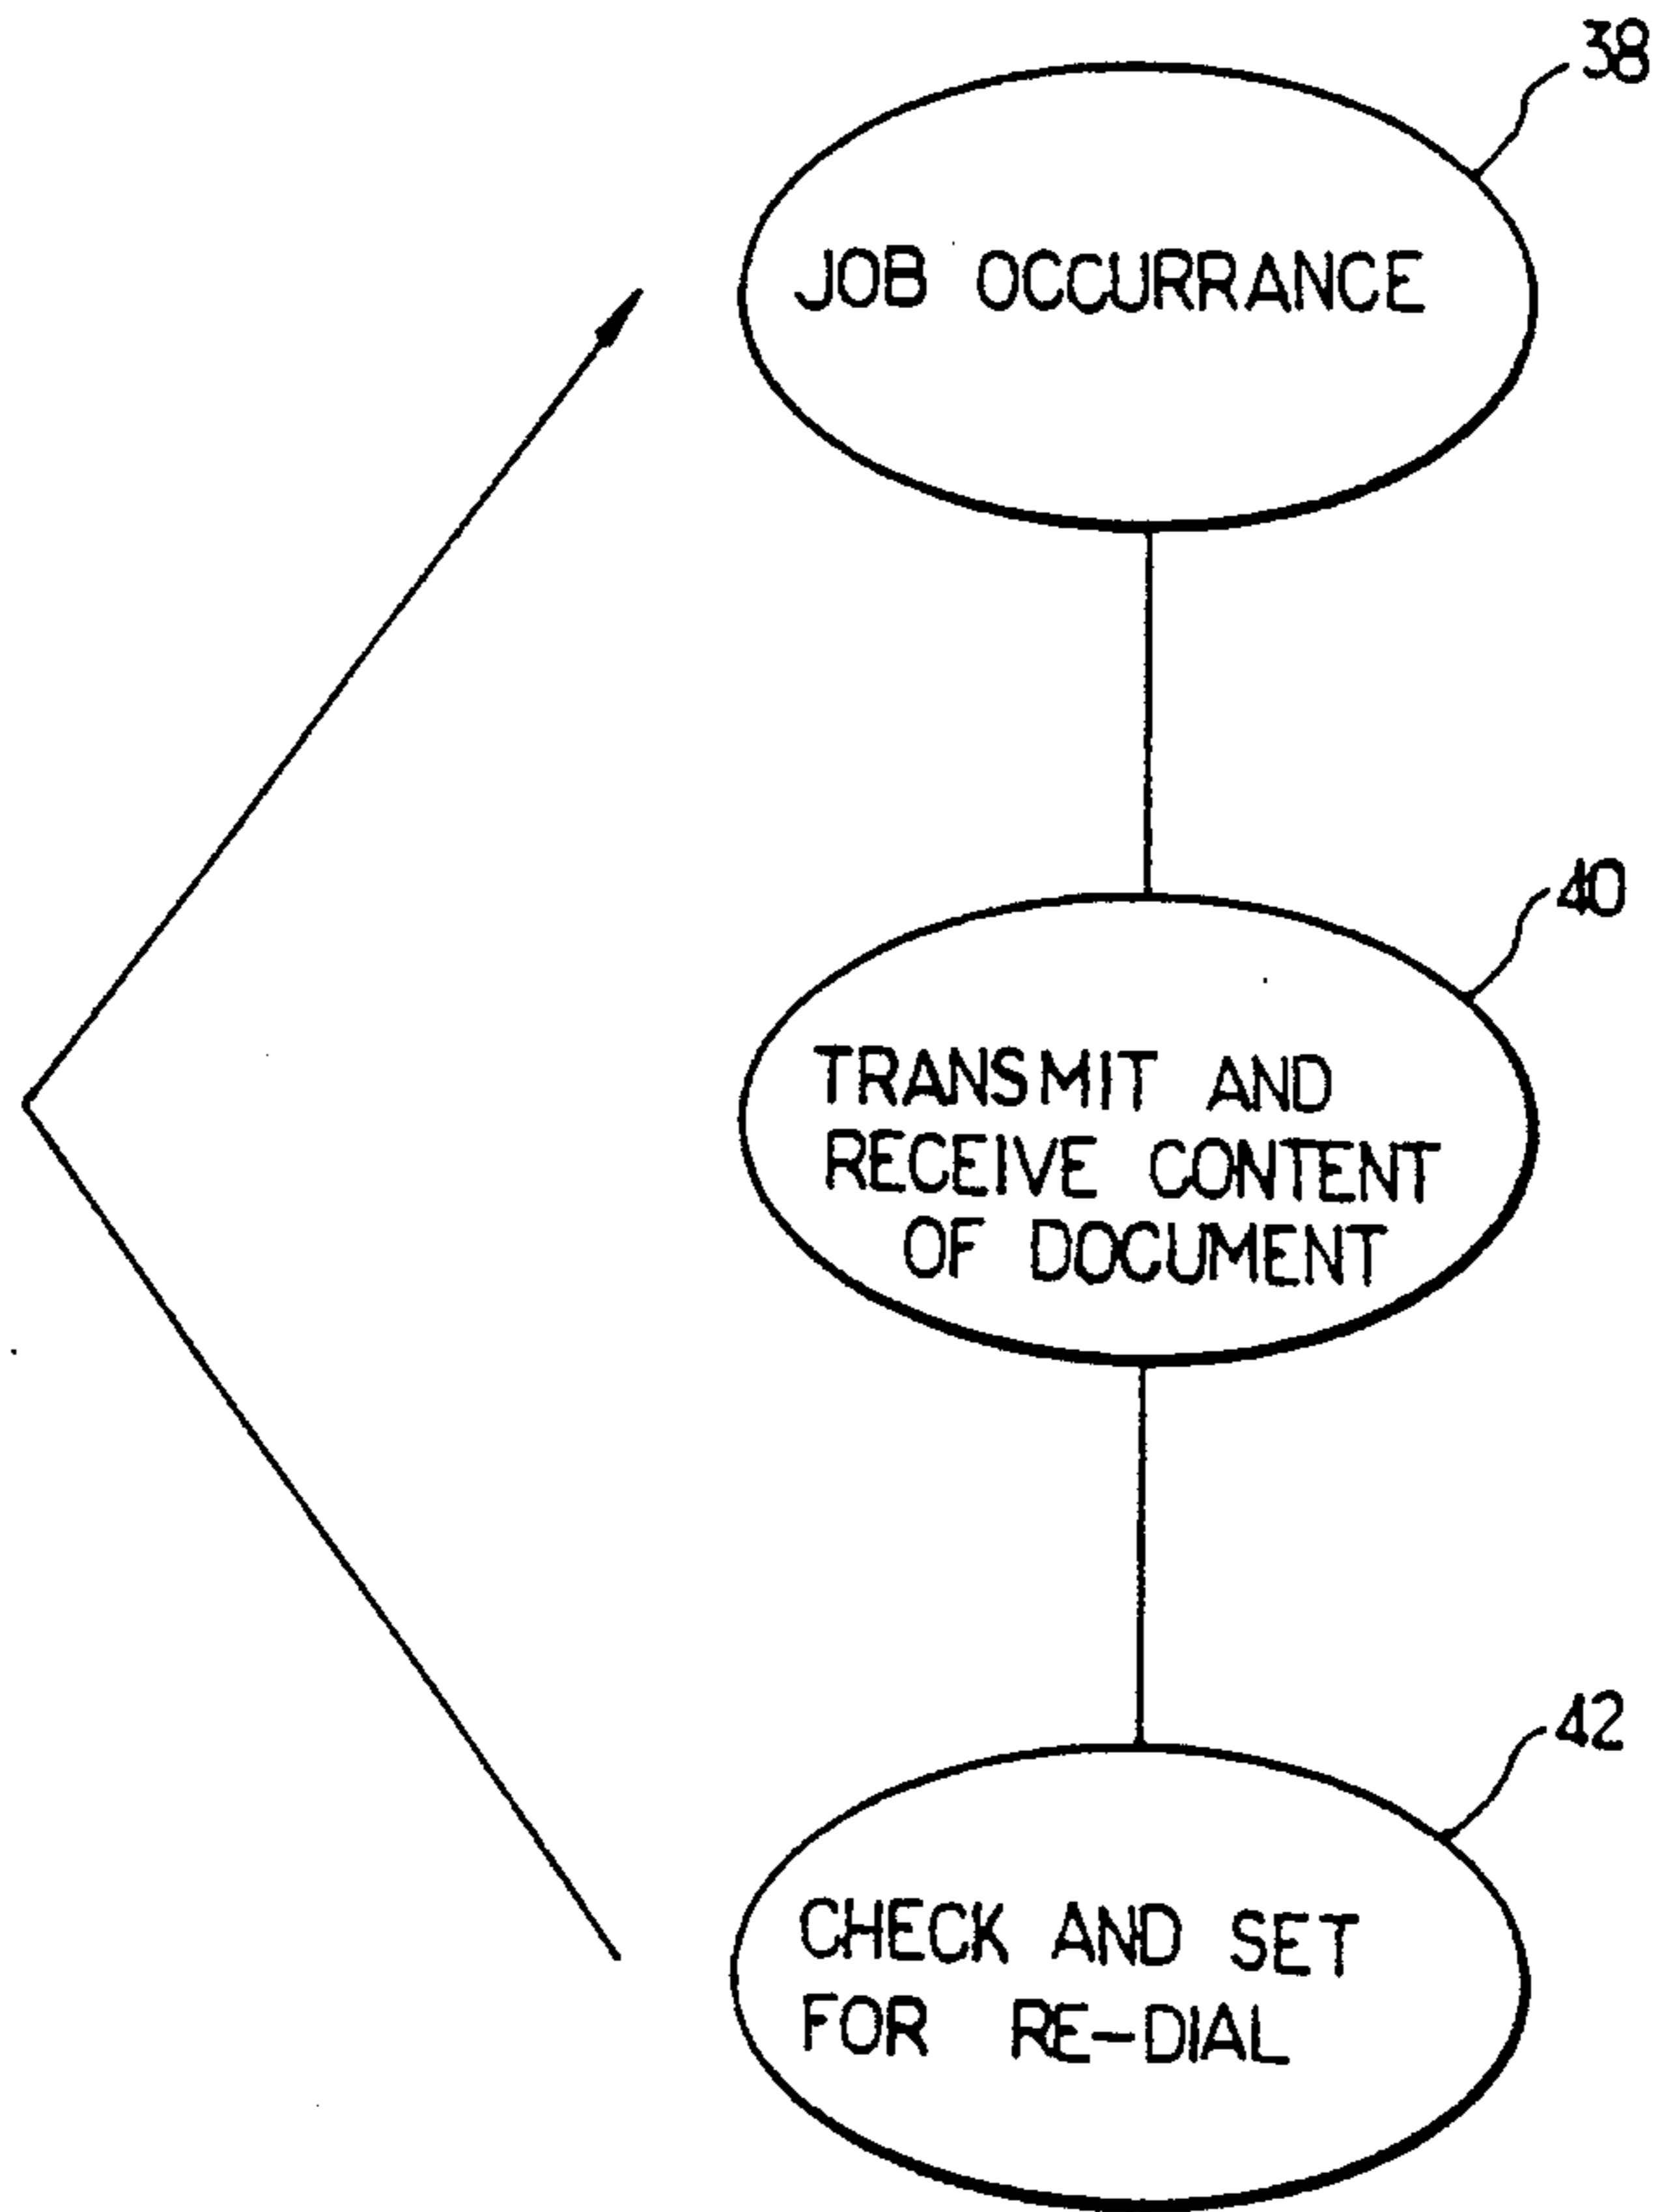 38
JOB OCCURRANCE
40
TRANSMIT AND
RECEIVE CONTENT
OF DOCUMENT
42
CHECK AND SET
FOR RE-DIAL